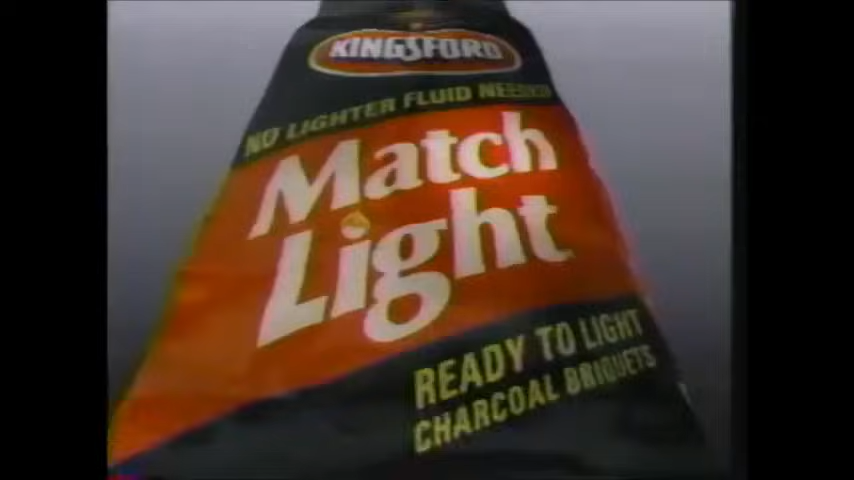 KINGSFORD
NO LIGHTER FLUID NEEDED
Match
Light
READY TO LIGHT
CHARCOAL BRIQUETS